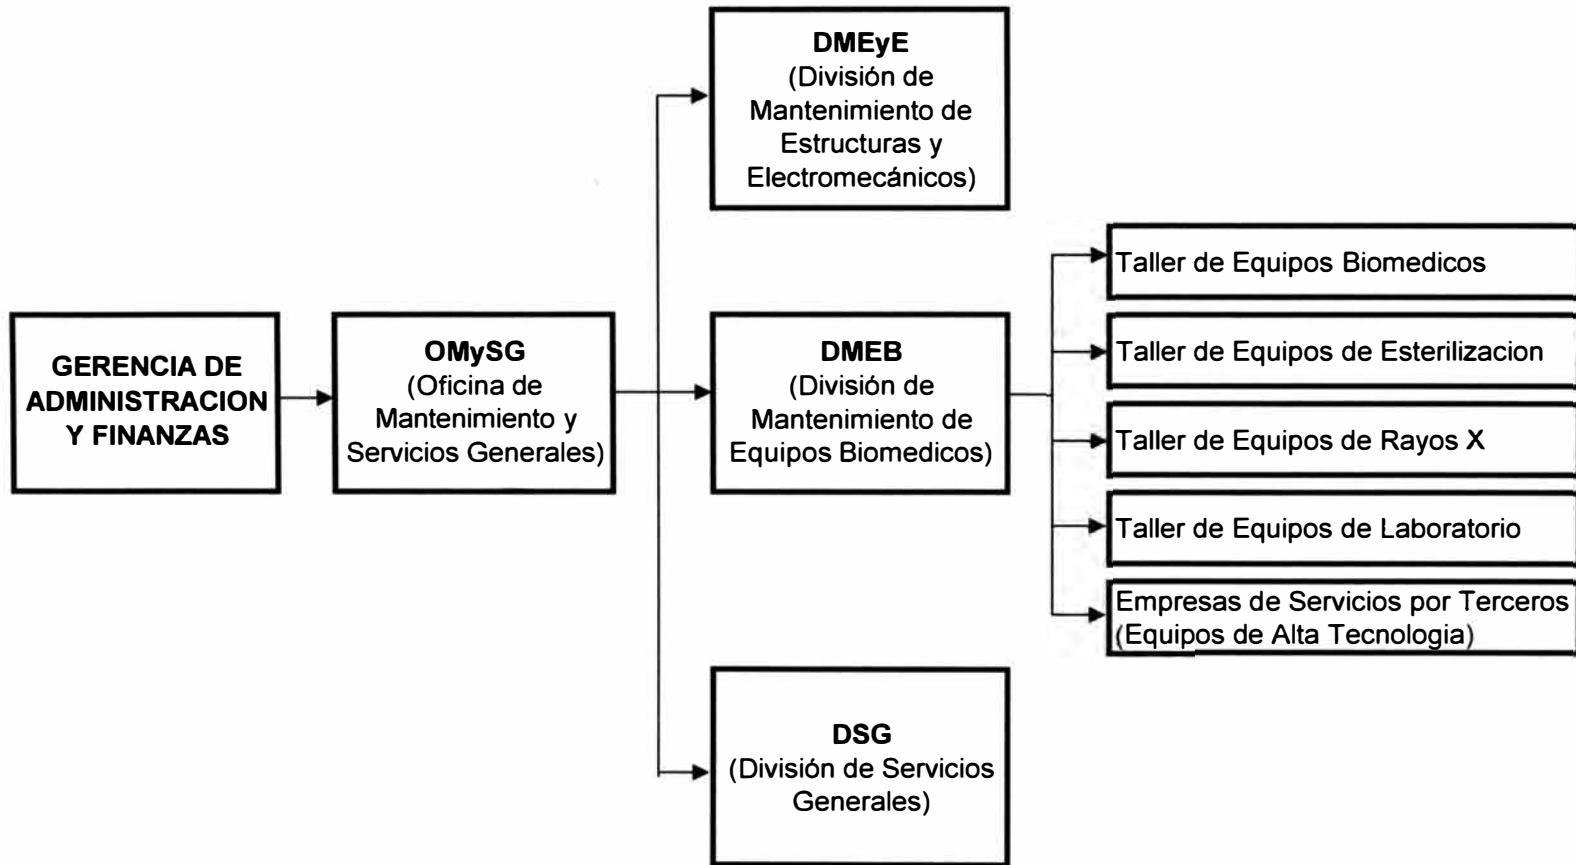 GERENCIA DE
ADMINISTRACION
Y FINANZAS
OMySG
(Oficina de
Mantenimiento y
Servicios Generales)
DMEyE
(División de
Mantenimiento de
Estructuras y
Electromecánicos)
DMEB
(División de
Mantenimiento de
Equipos Biomedicos)
DSG
(División de Servicios
Generales)
Taller de Equipos Biomedicos
Taller de Equipos de Esterilizacion
Taller de Equipos de Rayos X
Taller de Equipos de Laboratorio
Empresas de Servicios por Terceros
(Equipos de Alta Tecnologia)